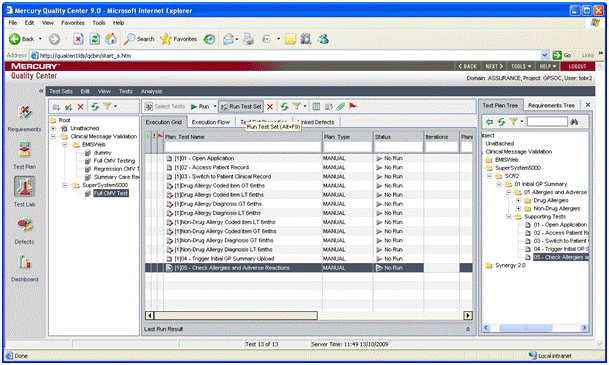 Mercury Quality Center 9.0 - Microsoft Internet Explorer
File Edit View Favorites Tools Help
Back Search Favorites
Address http://qualcen1lds/qcbin/start_a.htm Go Links
MERCURY BACK NEXT TOOLS HELP LOGOUT
Quality Center Domain: ASSURANCE, Project: GPSOC, User: tobr2
Test Sets Edit View Tests Analysis
Select Tests Run Run Test Set
Run Test Set (Alt+F9)
Requirements
Test Plan
Test Lab
Defects
Dashboard
Root
Unattached
Clinical Message Validation
EMISWeb
dummy
Full CMV Testing
Regression CMV T
Summary Care Re
SuperSystem5000
Full CMV Test
Execution Grid Execution Flow Linked Defects
Plan: Test Name Plan: Type Status Iterations Planne
[1]01 - Open Application MANUAL No Run
[1]02 - Access Patient Record MANUAL No Run
[1]03 - Switch to Patient Clinical Record MANUAL No Run
[1]Drug Allergy Coded item GT 6mths MANUAL No Run
[1]Drug Allergy Coded item LT 6mths MANUAL No Run
[1]Drug Allergy Diagnosis GT 6mths MANUAL No Run
[1]Drug Allergy Diagnosis LT 6mths MANUAL No Run
[1]Non-Drug Allergy Coded item GT 6mths MANUAL No Run
[1]Non-Drug Allergy Coded item LT 6mths MANUAL No Run
[1]Non-Drug Allergy Diagnosis GT 6mths MANUAL No Run
[1]Non-Drug Allergy Diagnosis LT 6mths MANUAL No Run
[1]04 - Trigger Initial GP Summary Upload MANUAL No Run
[1]05 - Check Allergies and Adverse Reactions MANUAL No Run
Last Run Result
Test Plan Tree Requirements Tree
bject
Unattached
Clinical Message Validation
EMISWeb
SuperSystem5000
SCR2
01 Initial GP Summary
01 Allergies and Adverse
Drug Allergies
Non-Drug Allergies
Supporting Tests
01 - Open Application
02 - Access Patient Reco
03 - Switch to Patient C
04 - Trigger Initial GP S
05 - Check Allergies a
Synergy 2.0
Test 13 of 13 Server Time: 11:49 13/10/2009
Done Local intranet